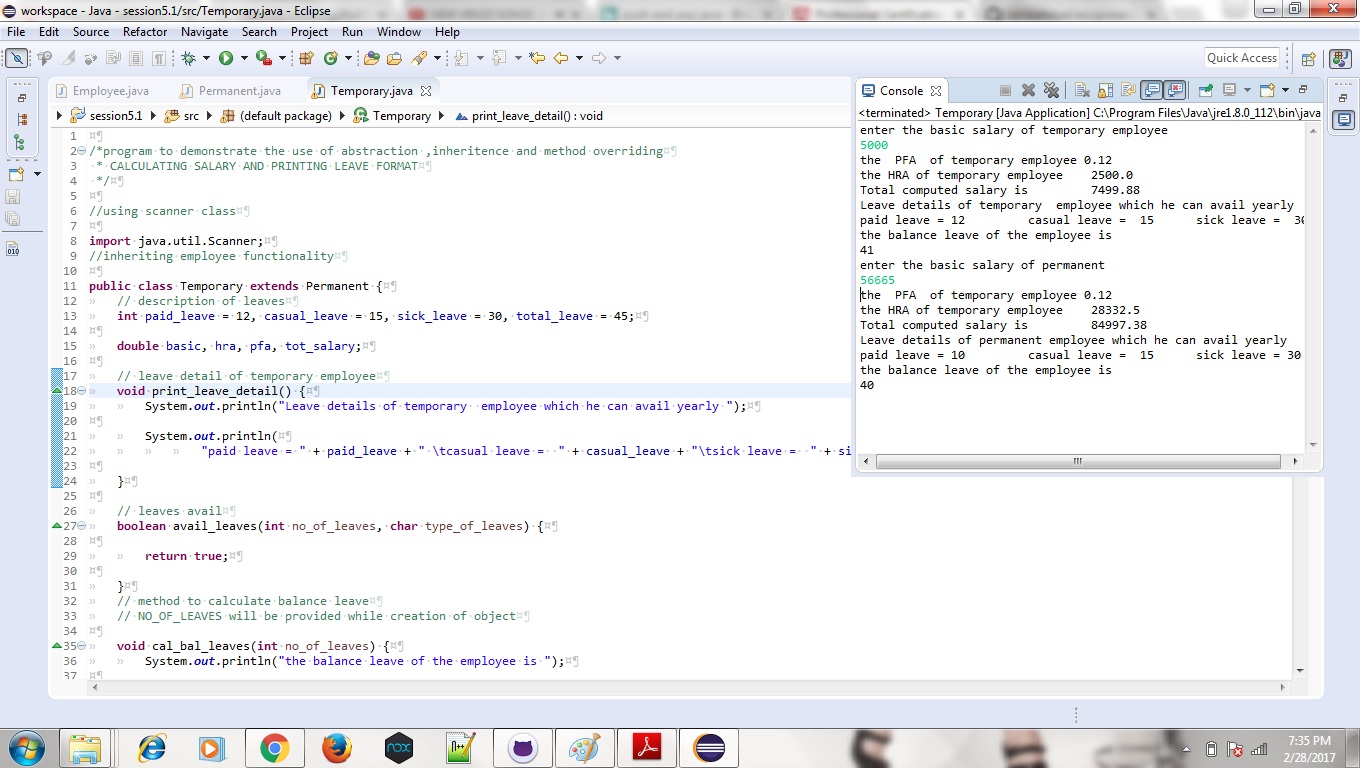 workspace - Java - session5.1/src/Temporary.java - Eclipse
File Edit Source Refactor Navigate Search Project Run Window Help
Quick Access
Employee.java Permanent.java Temporary.java
session5.1 src (default package) Temporary print_leave_detail() : void
1
2 /*program to demonstrate the use of abstraction ,inheritence and method overriding
3 * CALCULATING SALARY AND PRINTING LEAVE FORMAT
4 */
5
6 //using scanner class
7
8 import java.util.Scanner;
9 //inheriting employee functionality
10
11 public class Temporary extends Permanent {
12 // description of leaves
13 int paid_leave = 12, casual_leave = 15, sick_leave = 30, total_leave = 45;
14
15 double basic, hra, pfa, tot_salary;
16
17 // leave detail of temporary employee
18 void print_leave_detail() {
19 System.out.println("Leave details of temporary  employee which he can avail yearly ");
20
21 System.out.println(
22 "paid leave = " + paid_leave + " \tcasual leave =  " + casual_leave + "\tsick leave =  " + si
23
24 }
25
26 // leaves avail
27 boolean avail_leaves(int no_of_leaves, char type_of_leaves) {
28
29 return true;
30
31 }
32 // method to calculate balance leave
33 // NO_OF_LEAVES will be provided while creation of object
34
35 void cal_bal_leaves(int no_of_leaves) {
36 System.out.println("the balance leave of the employee is ");
37
Console
<terminated> Temporary [Java Application] C:\Program Files\Java\jre1.8.0_112\bin\java
enter the basic salary of temporary employee
5000
the  PFA  of temporary employee 0.12
the HRA of temporary employee    2500.0
Total computed salary is         7499.88
Leave details of temporary  employee which he can avail yearly
paid leave = 12         casual leave =  15      sick leave =  30
the balance leave of the employee is
41
enter the basic salary of permanent
56665
the  PFA  of temporary employee 0.12
the HRA of temporary employee    28332.5
Total computed salary is         84997.38
Leave details of permanent employee which he can avail yearly
paid leave = 10         casual leave =  15      sick leave = 30
the balance leave of the employee is
40
010
nox
7:35 PM
2/28/2017